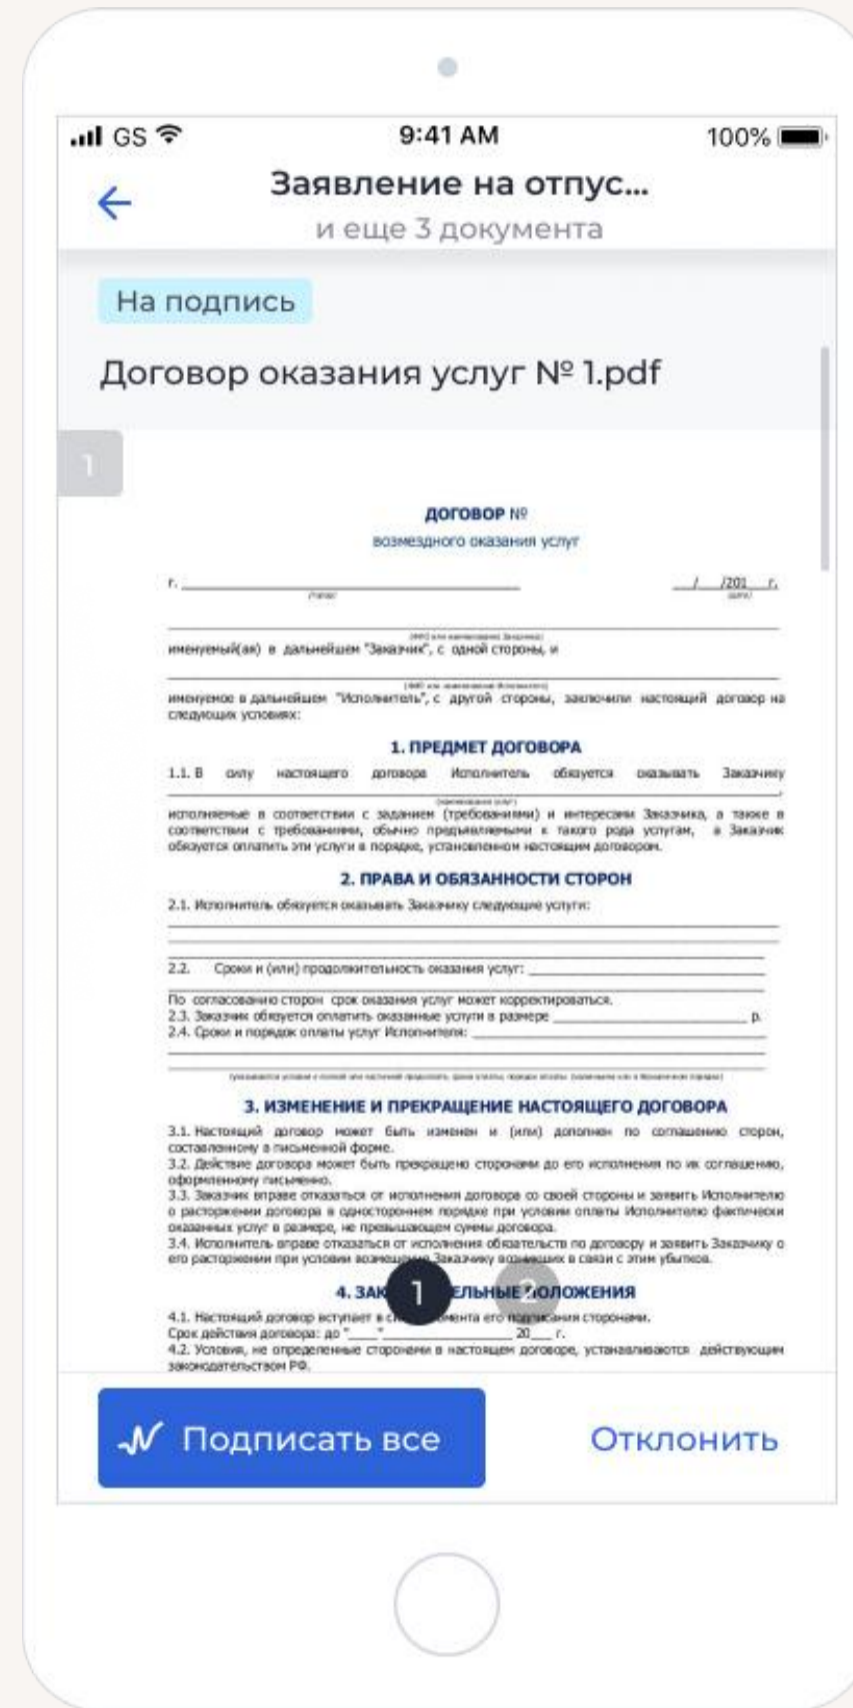 GS 9:41 AM 100%
Заявление на отпус...
и еще 3 документа
На подпись
Договор оказания услуг № 1.pdf
1
ДОГОВОР №
возмездного оказания услуг
г. ____ __/__/201__ г.
именуемый(ая) в дальнейшем "Заказчик", с одной стороны, и
именуемое в дальнейшем "Исполнитель", с другой стороны, заключили настоящий договор на
следующих условиях:
1. ПРЕДМЕТ ДОГОВОРА
1.1. В силу настоящего договора Исполнитель обязуется оказывать Заказчику
исполняемые в соответствии с заданием (требованиями) и интересами Заказчика, а также в
соответствии с требованиями, обычно предъявляемыми к такого рода услугам, а Заказчик
обязуется оплатить эти услуги в порядке, установленном настоящим договором.
2. ПРАВА И ОБЯЗАННОСТИ СТОРОН
2.1. Исполнитель обязуется оказывать Заказчику следующие услуги:
2.2. Сроки и (или) продолжительность оказания услуг:
По согласованию сторон срок оказания услуг может корректироваться.
2.3. Заказчик обязуется оплатить оказанные услуги в размере ____ р.
2.4. Сроки и порядок оплаты услуг Исполнителя:
3. ИЗМЕНЕНИЕ И ПРЕКРАЩЕНИЕ НАСТОЯЩЕГО ДОГОВОРА
3.1. Настоящий договор может быть изменен и (или) дополнен по соглашению сторон,
составленному в письменной форме.
3.2. Действие договора может быть прекращено сторонами до его исполнения по их соглашению,
оформленному письменно.
3.3. Заказчик вправе отказаться от исполнения договора со своей стороны и заявить Исполнителю
о расторжении договора в одностороннем порядке при условии оплаты Исполнителю фактически
оказанных услуг в размере, не превышающем суммы договора.
3.4. Исполнитель вправе отказаться от исполнения обязательств по договору и заявить Заказчику о
его расторжении при условии возмещения Заказчику возникших в связи с этим убытков.
4. ЗАК ЕЛЬНЫЕ ПОЛОЖЕНИЯ
1 2
4.1. Настоящий договор вступает в с мента его подписания сторонами.
Срок действия договора: до "____" ____ 20___ г.
4.2. Условия, не определенные сторонами в настоящем договоре, устанавливаются действующим
законодательством РФ.
Подписать все Отклонить